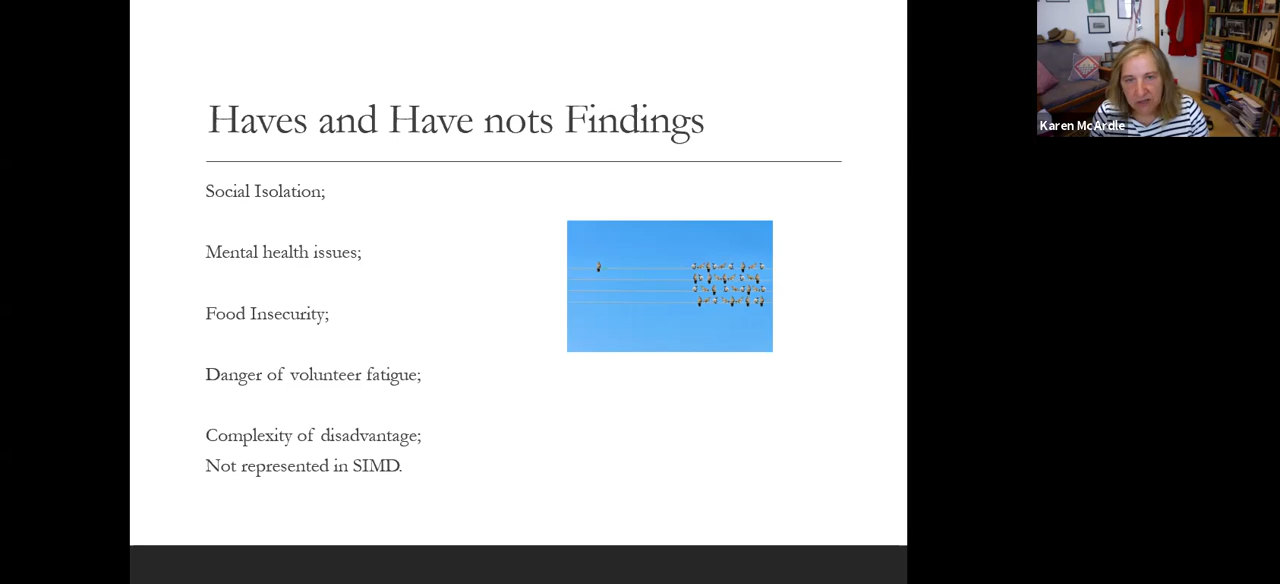 Haves and Have nots Findings
Social Isolation;
Mental health issues;
Food Insecurity;
Danger of volunteer fatigue;
Complexity of disadvantage;
Not represented in SIMD.
Karen McArdle